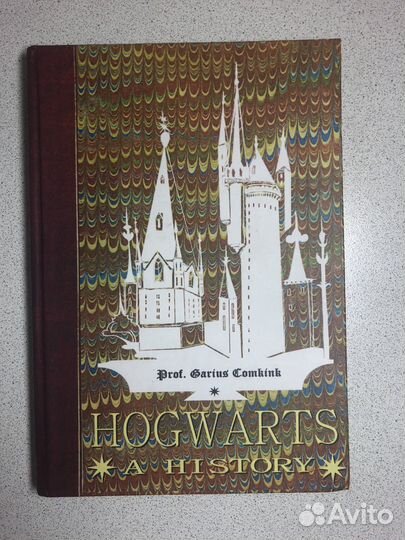 Prof. Garius Comkink
HOGWARTS
A HISTORY
Avito